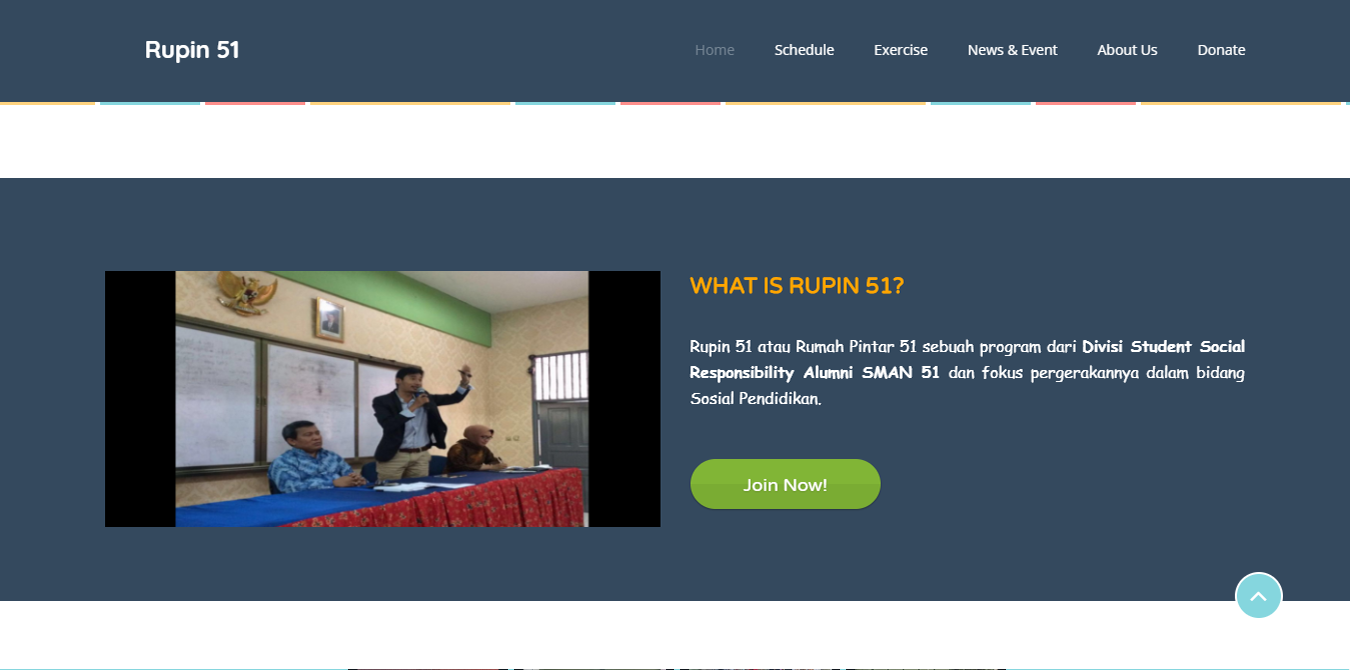 Rupin 51
Home Schedule Exercise News & Event About Us Donate
WHAT IS RUPIN 51?
Rupin 51 atau Rumah Pintar 51 sebuah program dari Divisi Student Social
Responsibility Alumni SMAN 51 dan fokus pergerakannya dalam bidang
Sosial Pendidikan.
Join Now!